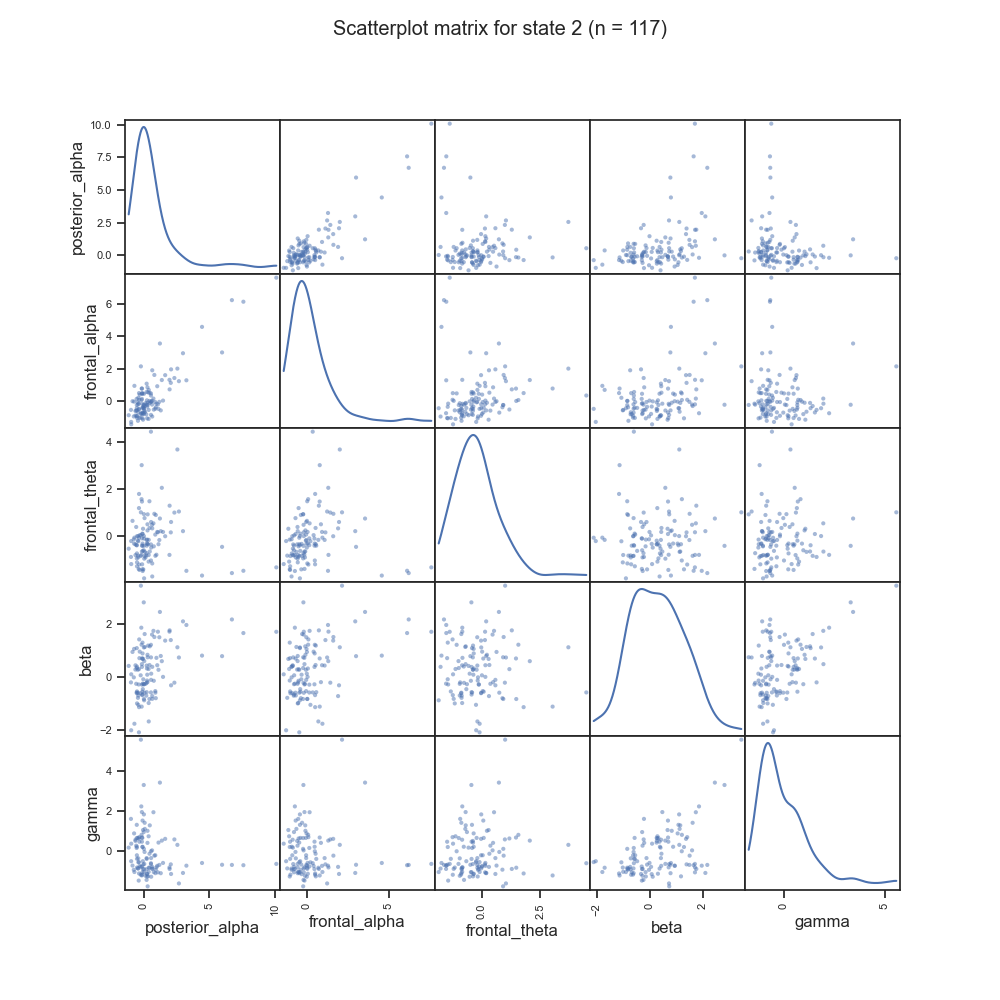 Scatterplot matrix for state 2 (n = 117)
posterior_alpha
10.0
7.5
5.0
2.5
0.0
frontal_alpha
6
4
2
0
frontal_theta
4
2
0
beta
2
0
−2
gamma
4
2
0
0 5 10 0 5 0.0 2.5 −2 0 2 0 5
posterior_alpha frontal_alpha frontal_theta beta gamma